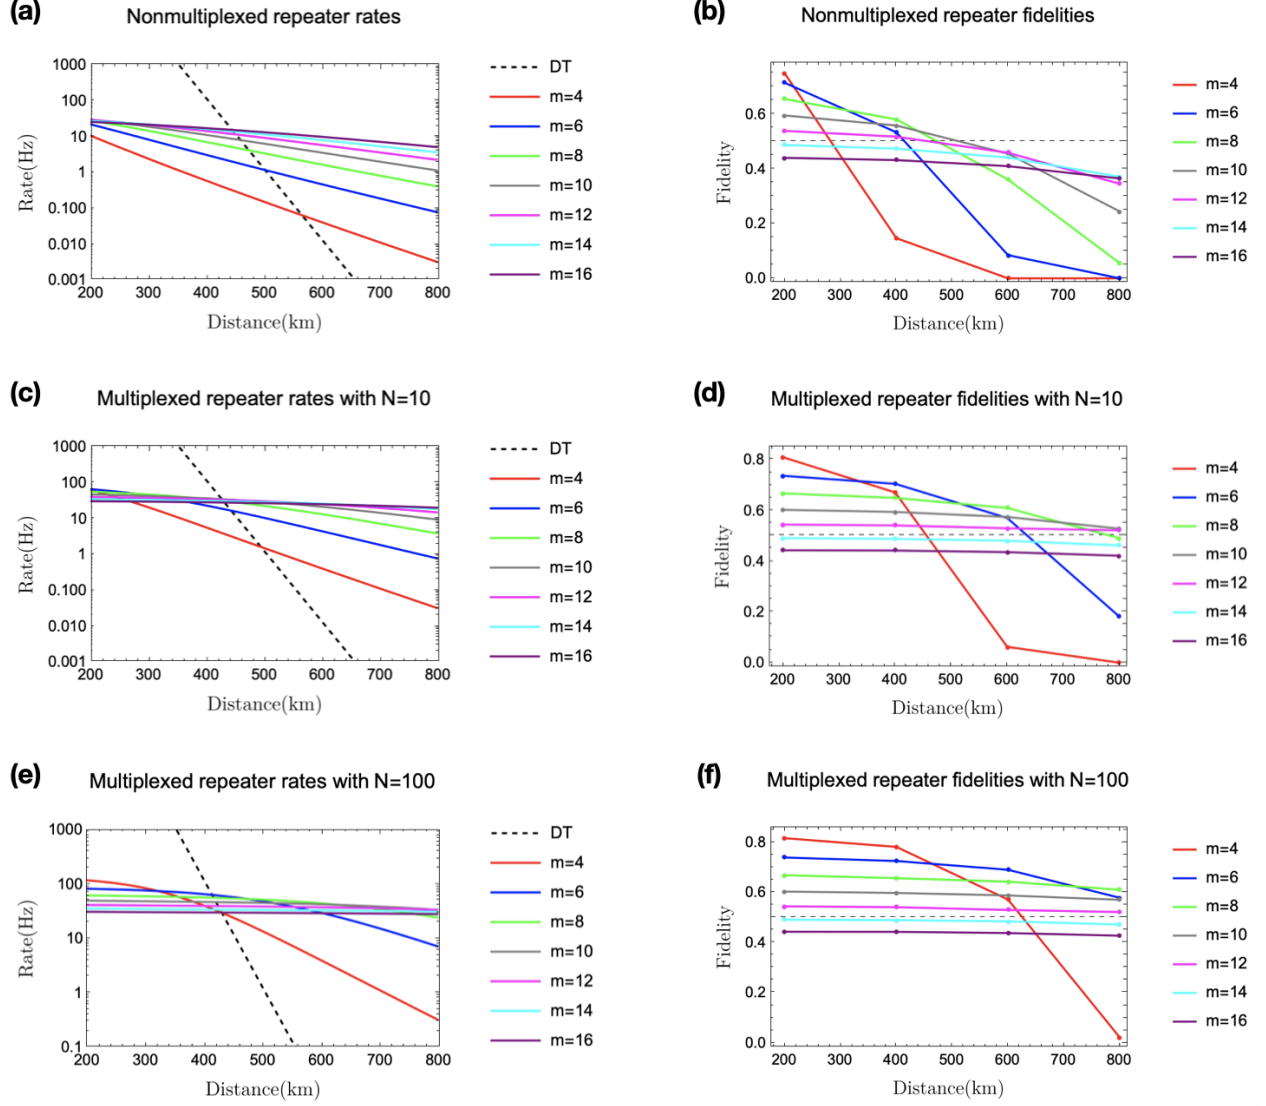 (a)
Nonmultiplexed repeater rates
Rate(Hz)
1000
100
10
1
0.100
0.010
0.001
200 300 400 500 600 700 800
Distance(km)
DT
m=4
m=6
m=8
m=10
m=12
m=14
m=16
(b)
Nonmultiplexed repeater fidelities
Fidelity
0.6
0.4
0.2
0.0
200 300 400 500 600 700 800
Distance(km)
m=4
m=6
m=8
m=10
m=12
m=14
m=16
(c)
Multiplexed repeater rates with N=10
Rate(Hz)
1000
100
10
1
0.100
0.010
0.001
200 300 400 500 600 700 800
Distance(km)
DT
m=4
m=6
m=8
m=10
m=12
m=14
m=16
(d)
Multiplexed repeater fidelities with N=10
Fidelity
0.8
0.6
0.4
0.2
0.0
200 300 400 500 600 700 800
Distance(km)
m=4
m=6
m=8
m=10
m=12
m=14
m=16
(e)
Multiplexed repeater rates with N=100
Rate(Hz)
1000
100
10
1
0.1
200 300 400 500 600 700 800
Distance(km)
DT
m=4
m=6
m=8
m=10
m=12
m=14
m=16
(f)
Multiplexed repeater fidelities with N=100
Fidelity
0.8
0.6
0.4
0.2
0.0
200 300 400 500 600 700 800
Distance(km)
m=4
m=6
m=8
m=10
m=12
m=14
m=16